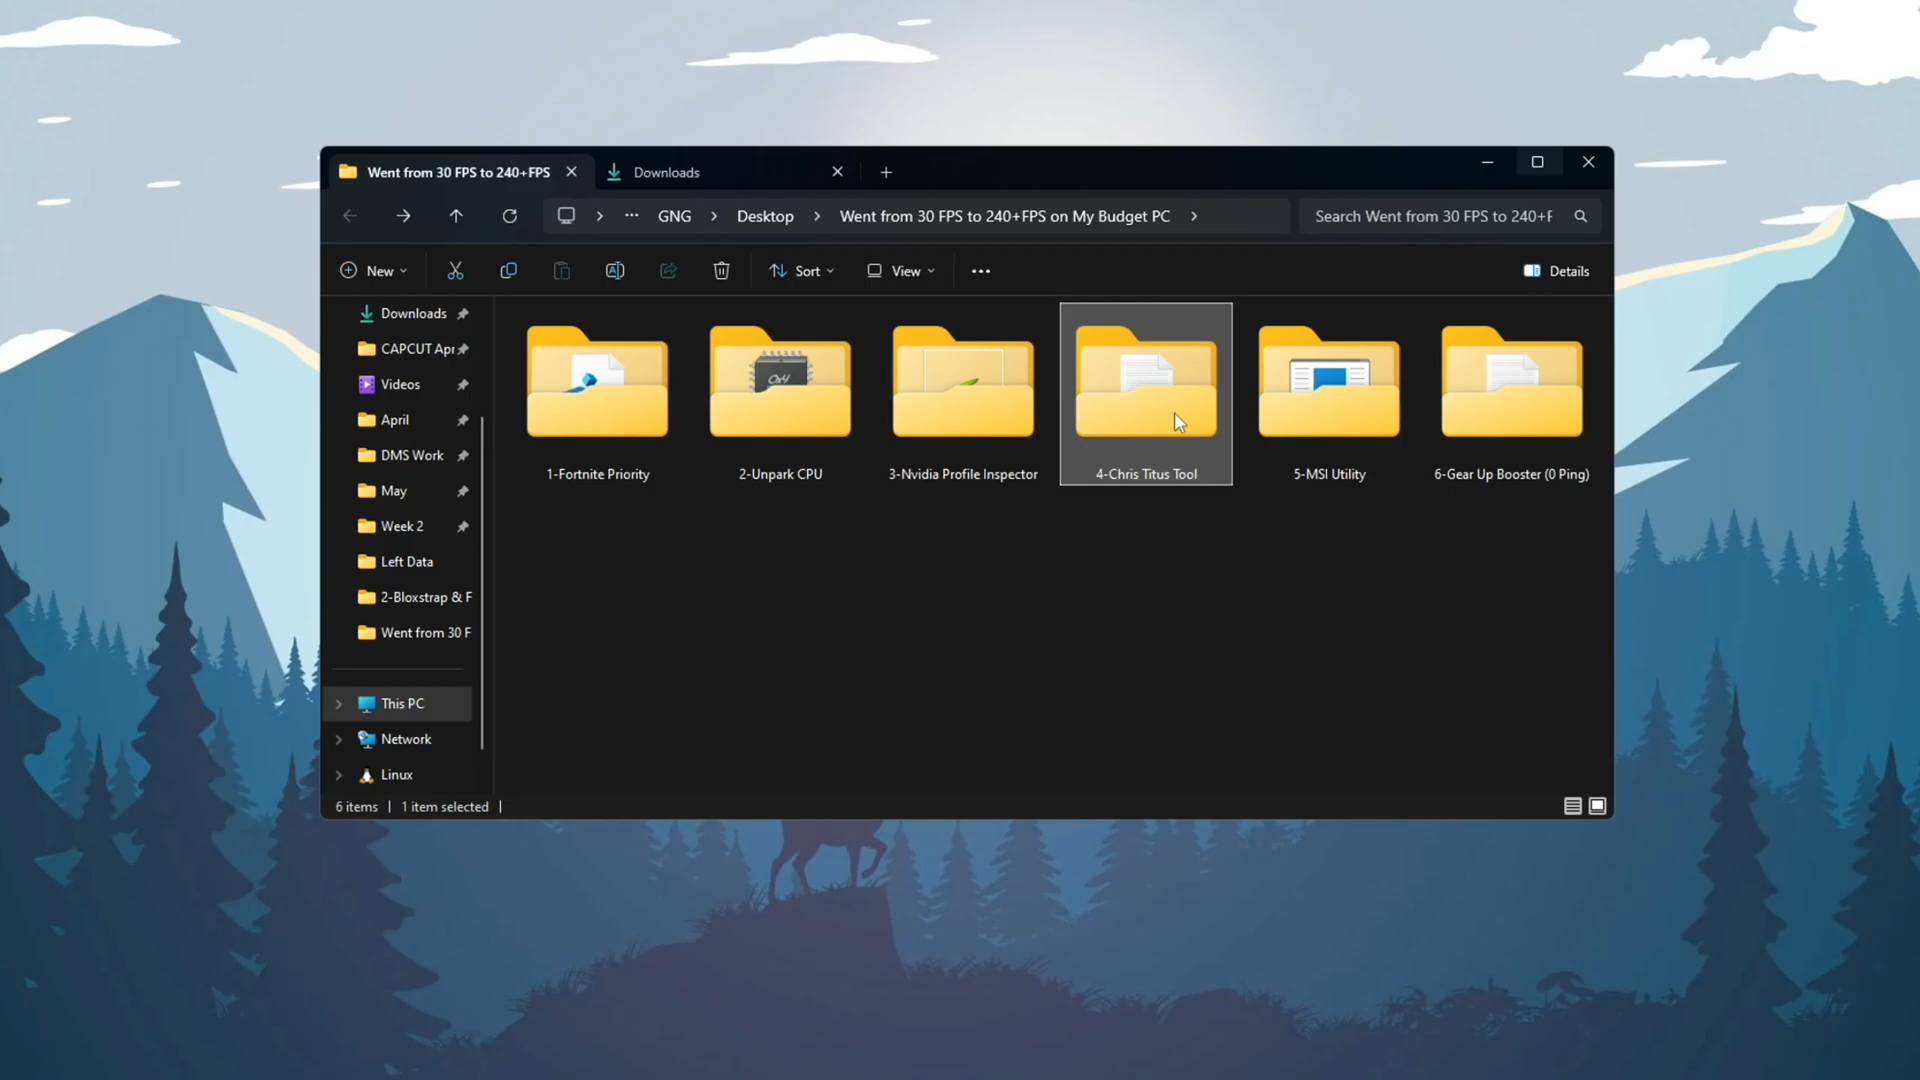 Went from 30 FPS to 240+FPS
Downloads
GNG
Desktop
Went from 30 FPS to 240+FPS on My Budget PC
Search Went from 30 FPS to 240+F
New
Sort
View
Details
Downloads
CAPCUT Apr
Videos
April
DMS Work
May
Week 2
Left Data
2-Bloxstrap & F
Went from 30 F
This PC
Network
Linux
OXY
1-Fortnite Priority
2-Unpark CPU
3-Nvidia Profile Inspector
4-Chris Titus Tool
5-MSI Utility
6-Gear Up Booster (0 Ping)
6 items
1 item selected